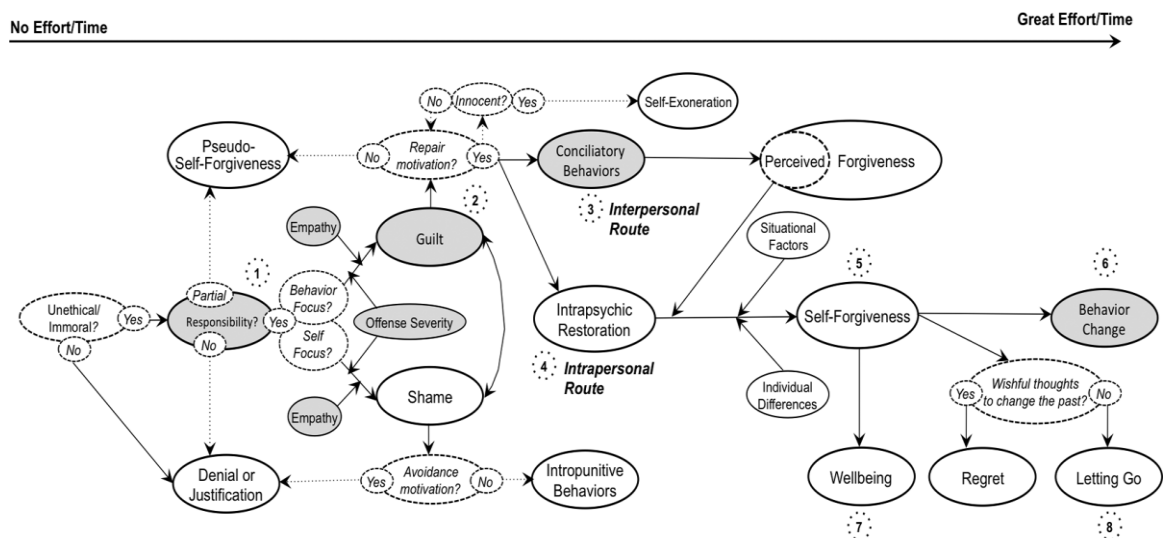 No Effort/Time
Great Effort/Time
No
Innocent?
Yes
Self-Exoneration
Pseudo-
Self-Forgiveness
No
Repair
motivation?
Yes
Conciliatory
Behaviors
Perceived
Forgiveness
2
3
Interpersonal
Route
Empathy
Guilt
Situational
Factors
1
5
6
Unethical/
Immoral?
Yes
No
Partial
Responsibility?
Yes
No
Behavior
Focus?
Self
Focus?
Offense Severity
Intrapsychic
Restoration
Self-Forgiveness
Behavior
Change
4
Intrapersonal
Route
Empathy
Shame
Individual
Differences
Yes
Wishful thoughts
to change the past?
No
Denial or
Justification
Yes
Avoidance
motivation?
No
Intropunitive
Behaviors
Wellbeing
Regret
Letting Go
7
8